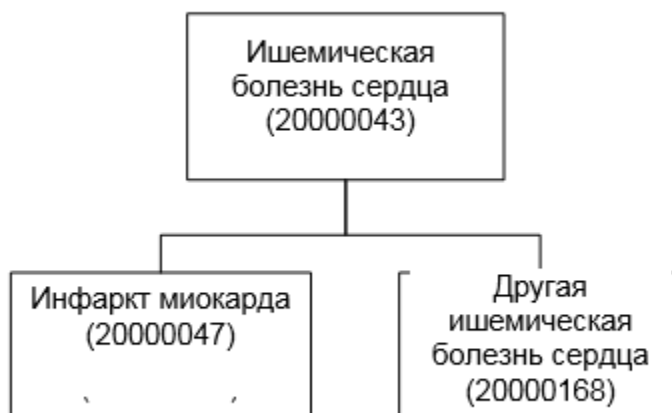 Ишемическая
болезнь сердца
(20000043)
Инфаркт миокарда
(20000047)
Другая
ишемическая
болезнь сердца
(20000168)